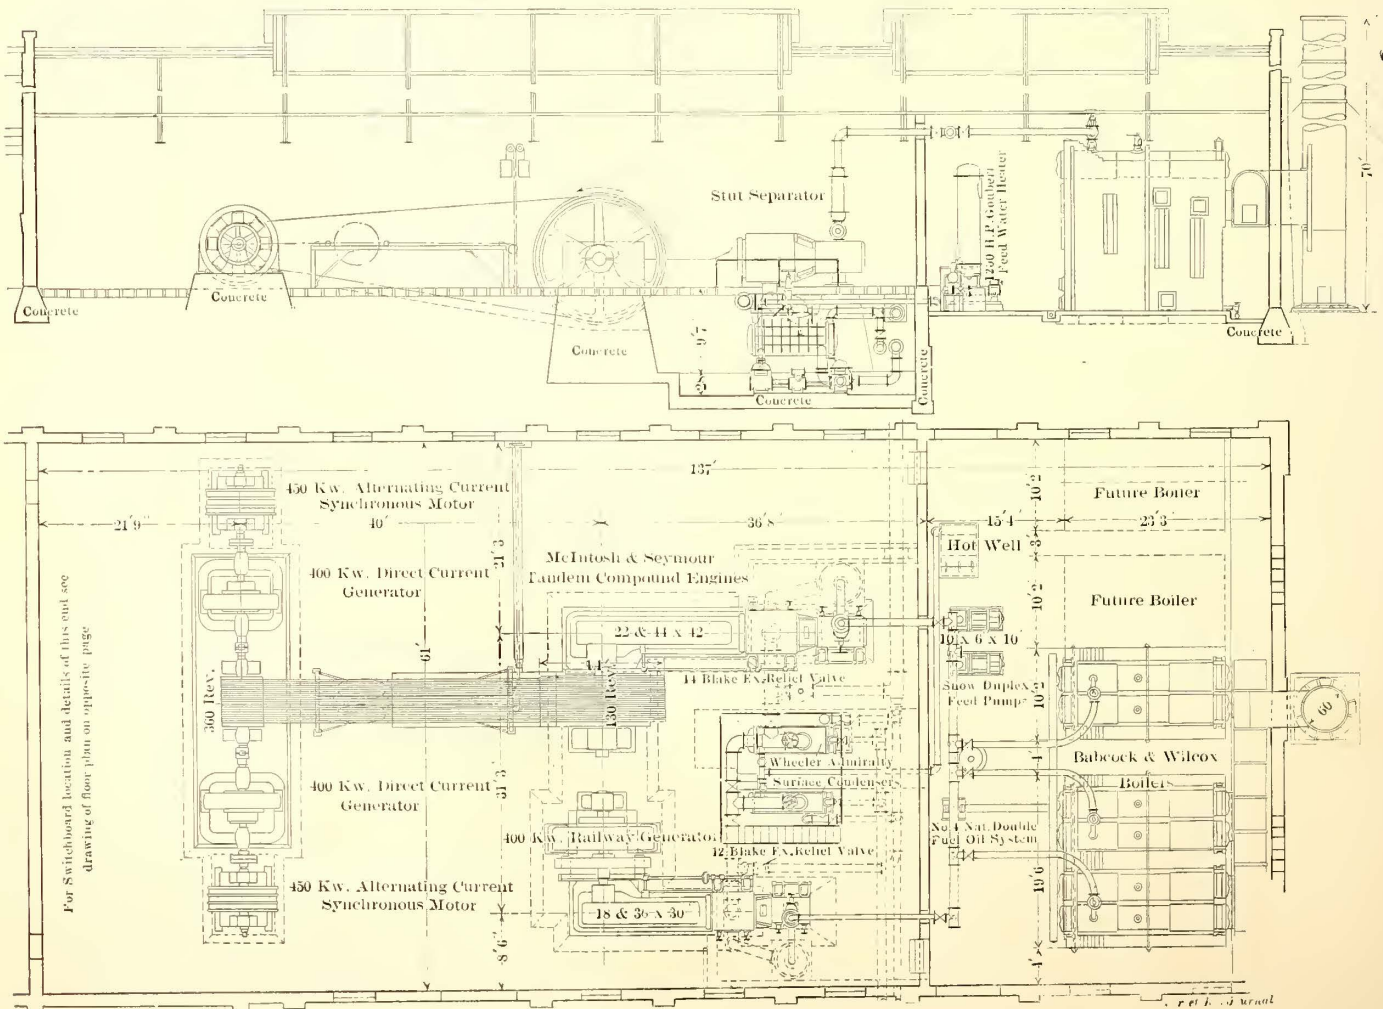 Stut Separator
1200 H.P. Goubert
Feed Water Heater
70'
Concrete
Concrete
Concrete
9'7
Concrete
Concrete
Concrete
137'
450 Kw. Alternating Current
Synchronous Motor
21'9"
40'
36'8"
15'4"
23'3"
10'2
Future Boiler
3'
Hot Well
21'3
McIntosh & Seymour
Tandem Compound Engines
400 Kw. Direct Current
Generator
10'2
Future Boiler
For Switchboard location and details of this end see
drawing of floor plan on opposite page
22 & 44 x 42
10 x 6 x 10"
61'
360 Rev.
130 Rev.
14 Blake Ex. Relief Valve
Snow Duplex
Feed Pumps
10'2
60"
4'
Wheeler Admiralty
Surface Condenser
Babcock & Wilcox
Boilers
400 Kw. Direct Current
Generator
31'3"
400 Kw. Railway Generator
12 Blake Ex. Relief Valve
No. 4 Nat. Double
Fuel Oil System
450 Kw. Alternating Current
Synchronous Motor
18 & 36 x 30"
19'6"
8'6"
4'